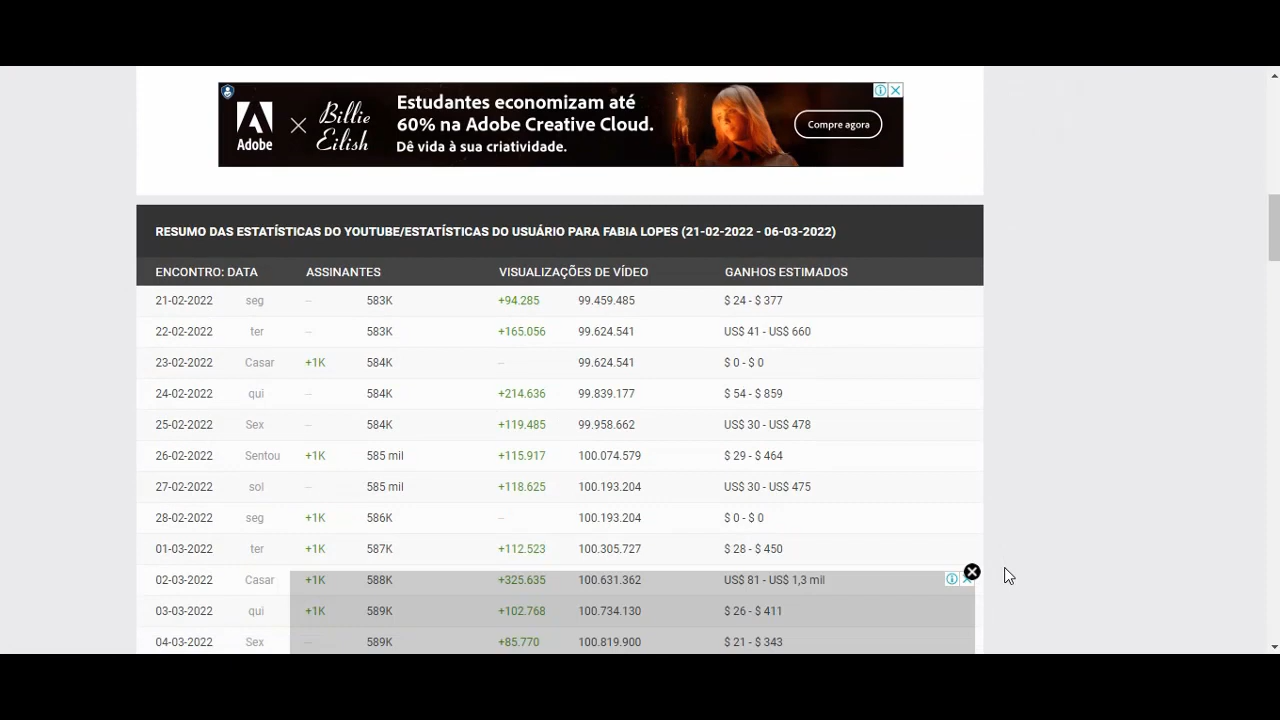 Adobe
Billie
Eilish
Estudantes economizam até
60% na Adobe Creative Cloud.
Dê vida à sua criatividade.
Compre agora
RESUMO DAS ESTATÍSTICAS DO YOUTUBE/ESTATÍSTICAS DO USUÁRIO PARA FABIA LOPES (21-02-2022 - 06-03-2022)
ENCONTRO: DATA ASSINANTES VISUALIZAÇÕES DE VÍDEO GANHOS ESTIMADOS
21-02-2022 seg -- 583K +94.285 99.459.485 $ 24 - $ 377
22-02-2022 ter -- 583K +165.056 99.624.541 US$ 41 - US$ 660
23-02-2022 Casar +1K 584K -- 99.624.541 $ 0 - $ 0
24-02-2022 qui -- 584K +214.636 99.839.177 $ 54 - $ 859
25-02-2022 Sex -- 584K +119.485 99.958.662 US$ 30 - US$ 478
26-02-2022 Sentou +1K 585 mil +115.917 100.074.579 $ 29 - $ 464
27-02-2022 sol -- 585 mil +118.625 100.193.204 US$ 30 - US$ 475
28-02-2022 seg +1K 586K -- 100.193.204 $ 0 - $ 0
01-03-2022 ter +1K 587K +112.523 100.305.727 $ 28 - $ 450
02-03-2022 Casar +1K 588K +325.635 100.631.362 US$ 81 - US$ 1,3 mil
03-03-2022 qui +1K 589K +102.768 100.734.130 $ 26 - $ 411
04-03-2022 Sex -- 589K +85.770 100.819.900 $ 21 - $ 343